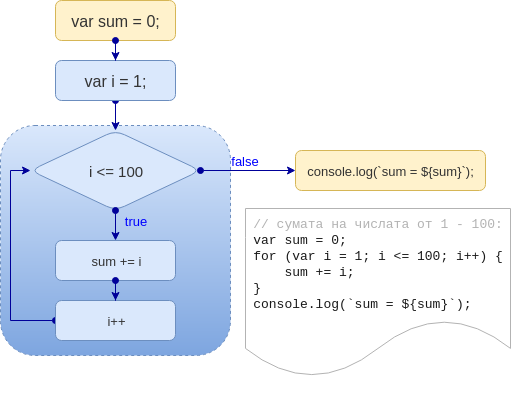 var sum = 0;
var i = 1;
i <= 100
false
console.log(`sum = ${sum}`);
true
sum += i
i++
// сумата на числата от 1 - 100:
var sum = 0;
for (var i = 1; i <= 100; i++) {
    sum += i;
}
console.log(`sum = ${sum}`);